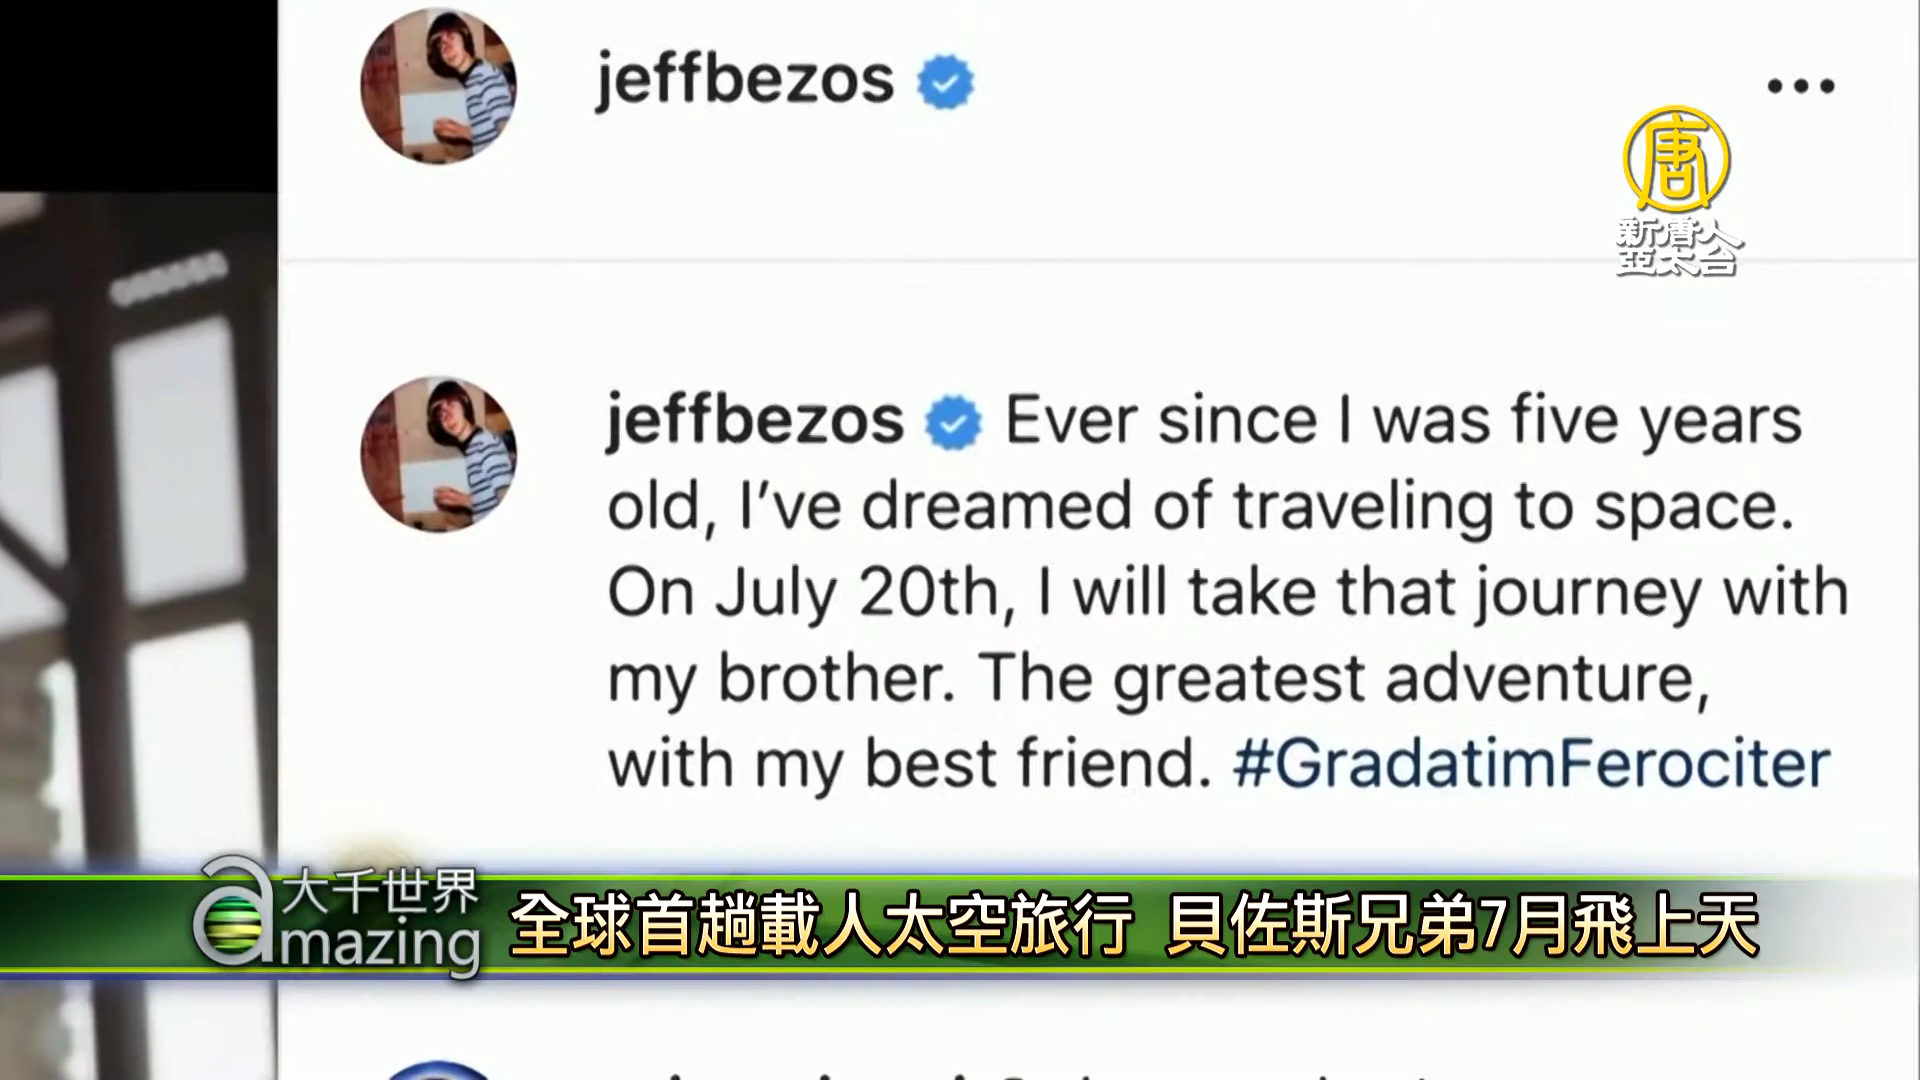 jeffbezos
唐
新唐人
亞太台
jeffbezos Ever since I was five years
old, I've dreamed of traveling to space.
On July 20th, I will take that journey with
my brother. The greatest adventure,
with my best friend. #GradatimFerociter
大千世界
amazing
全球首趟載人太空旅行 貝佐斯兄弟7月飛上天